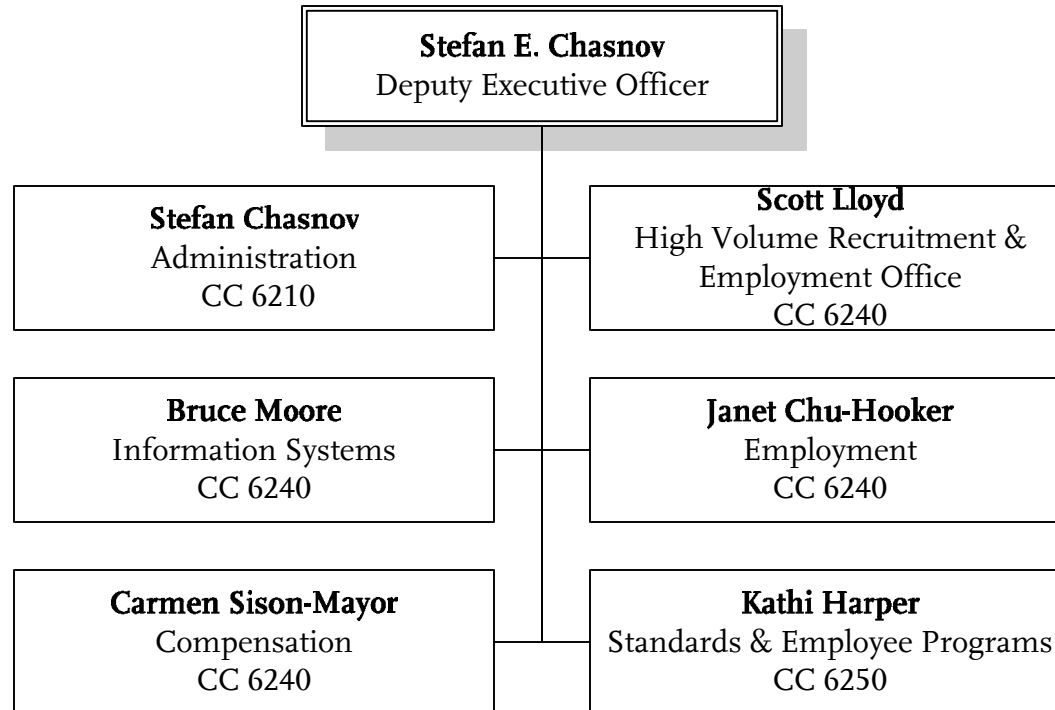 Stefan E. Chasnov
Deputy Executive Officer
Stefan Chasnov
Administration
CC 6210
Scott Lloyd
High Volume Recruitment &
Employment Office
CC 6240
Bruce Moore
Information Systems
CC 6240
Janet Chu-Hooker
Employment
CC 6240
Carmen Sison-Mayor
Compensation
CC 6240
Kathi Harper
Standards & Employee Programs
CC 6250